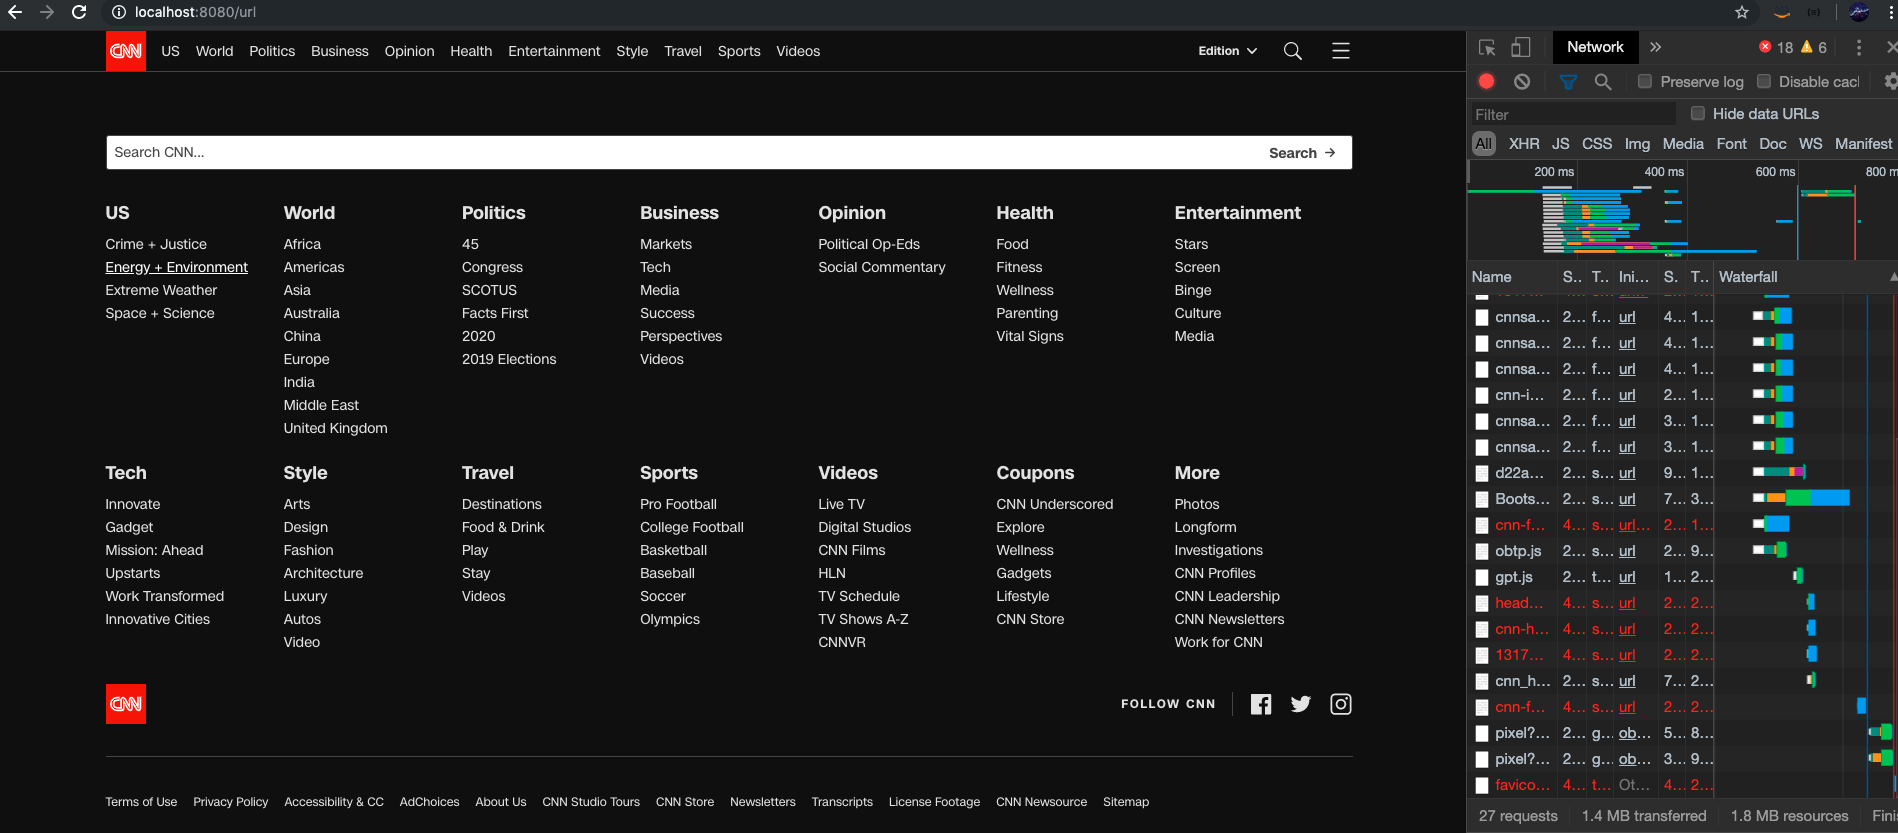 localhost:8080/url
CNN US World Politics Business Opinion Health Entertainment Style Travel Sports Videos Edition
Search CNN... Search →
US
Crime + Justice
Energy + Environment
Extreme Weather
Space + Science
World
Africa
Americas
Asia
Australia
China
Europe
India
Middle East
United Kingdom
Politics
45
Congress
SCOTUS
Facts First
2020
2019 Elections
Business
Markets
Tech
Media
Success
Perspectives
Videos
Opinion
Political Op-Eds
Social Commentary
Health
Food
Fitness
Wellness
Parenting
Vital Signs
Entertainment
Stars
Screen
Binge
Culture
Media
Tech
Innovate
Gadget
Mission: Ahead
Upstarts
Work Transformed
Innovative Cities
Style
Arts
Design
Fashion
Architecture
Luxury
Autos
Video
Travel
Destinations
Food & Drink
Play
Stay
Videos
Sports
Pro Football
College Football
Basketball
Baseball
Soccer
Olympics
Videos
Live TV
Digital Studios
CNN Films
HLN
TV Schedule
TV Shows A-Z
CNNVR
Coupons
CNN Underscored
Explore
Wellness
Gadgets
Lifestyle
CNN Store
More
Photos
Longform
Investigations
CNN Profiles
CNN Leadership
CNN Newsletters
Work for CNN
CNN FOLLOW CNN
Terms of Use Privacy Policy Accessibility & CC AdChoices About Us CNN Studio Tours CNN Store Newsletters Transcripts License Footage CNN Newsource Sitemap
Network » 18 6
Preserve log Disable cacl
Filter Hide data URLs
All XHR JS CSS Img Media Font Doc WS Manifest
200 ms 400 ms 600 ms 800 m
Name S.. T.. Ini... S. T.. Waterfall
cnnsa... 2... f... url 4... 1...
cnnsa... 2... f... url 4... 1...
cnnsa... 2... f... url 4... 1...
cnn-i... 2... f... url 2... 1...
cnnsa... 2... f... url 3... 1...
cnnsa... 2... f... url 3... 1...
d22a... 2... s... url 9... 1...
Boots... 2... s... url 7... 3...
cnn-f... 4... s... url... 2... 1...
obtp.js 2... s... url 2... 9...
gpt.js 2... t... url 1... 2...
head... 4... s... url 2... 2...
cnn-h... 4... s... url 2... 2...
1317... 4... s... url 2... 2...
cnn_h... 2... s... url 7... 2...
cnn-f... 4... s... url 2... 2...
pixel?... 2... g... ob... 5... 8...
pixel?... 2... g... ob... 3... 9...
favico... 4... t... Ot... 4... 2...
27 requests 1.4 MB transferred 1.8 MB resources Fini